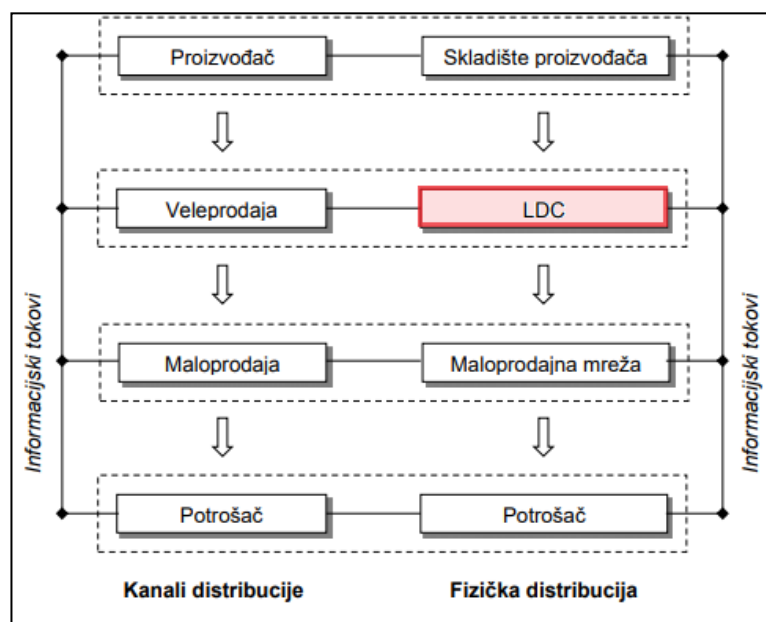 Proizvođač
Skladište proizvođača
Veleprodaja
LDC
Maloprodaja
Maloprodajna mreža
Potrošač
Potrošač
Informacijski tokovi
Informacijski tokovi
Kanali distribucije
Fizička distribucija